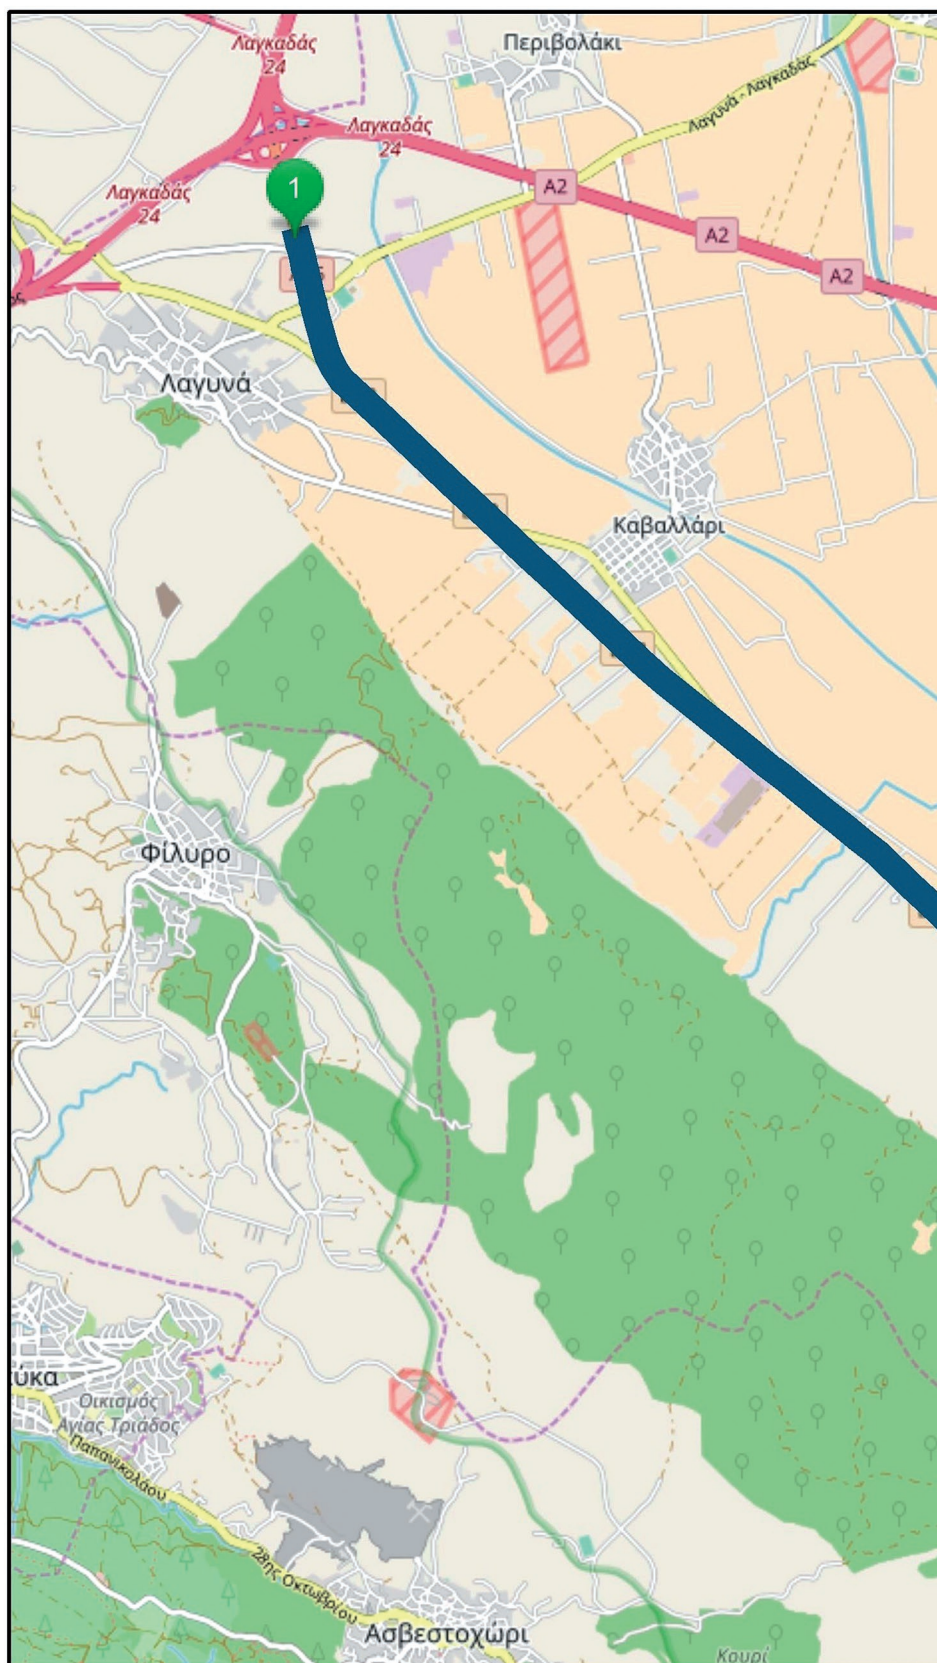 Λαγκαδάς
24
Περιβολάκι
Λαγυνά - Λαγκαδάς
Λαγκαδάς
24
1
Λαγκαδάς
24
A2
A2
A2
Λαγυνά
Καβαλλάρι
Φίλυρο
Οικισμός
Αγίας Τριάδος
Παπανικολάου
28ης Οκτωβρίου
Ασβεστοχώρι
Κουρί